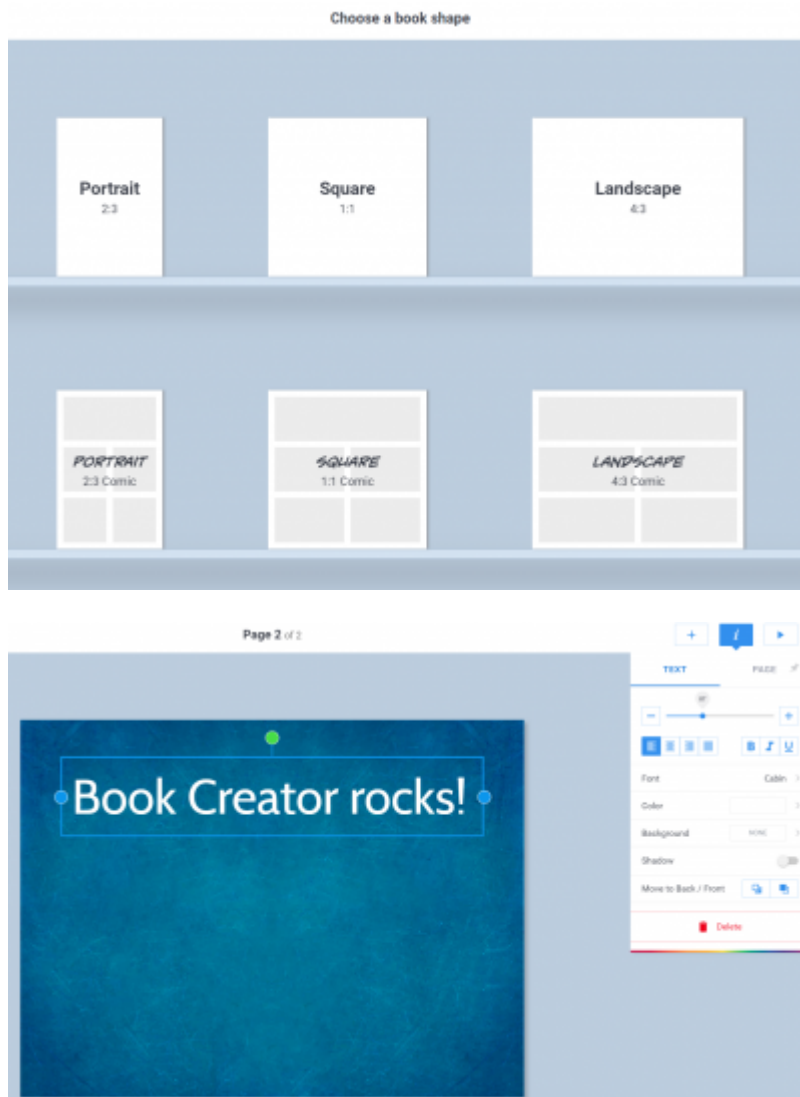 Choose a book shape
Portrait
2:3
Square
1:1
Landscape
4:3
PORTRAIT
2:3 Comic
SQUARE
1:1 Comic
LANDSCAPE
4:3 Comic
Page 2 of 2
TEXT PAGE
B I U
Book Creator rocks!
Font Cabin
Color
Background NONE
Shadow
Move to Back / Front
Delete